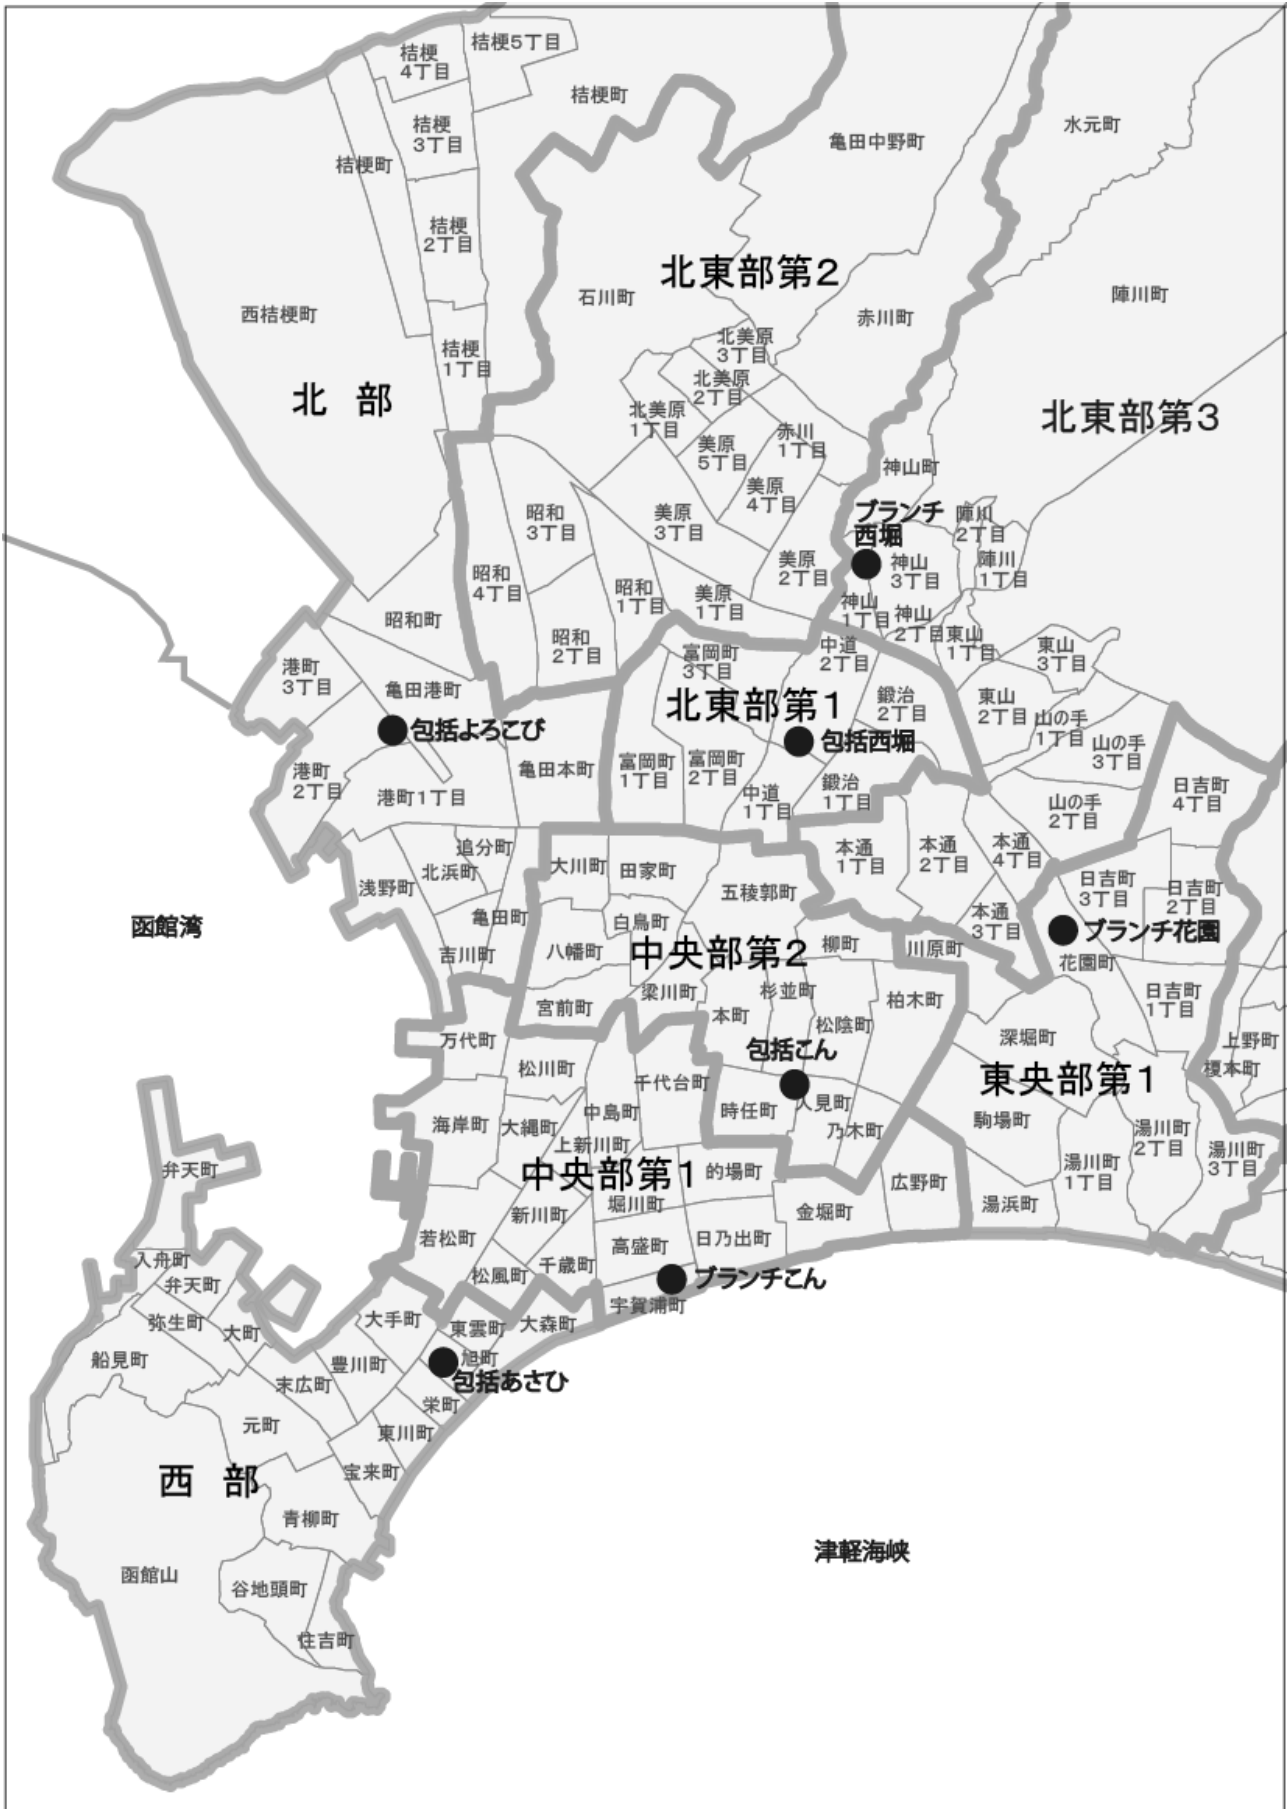 桔梗
4丁目
桔梗5丁目
桔梗町
桔梗
3丁目
桔梗町
亀田中野町
水元町
桔梗
2丁目
北東部第2
石川町
西桔梗町
赤川町
陣川町
北美原
3丁目
桔梗
1丁目
北美原
2丁目
北部
北美原
1丁目
北東部第3
赤川
1丁目
美原
5丁目
神山町
美原
4丁目
昭和
3丁目
美原
3丁目
ブランチ
西堀
陣川
2丁目
美原
2丁目
神山
3丁目
陣川
1丁目
昭和
4丁目
昭和
1丁目
美原
1丁目
神山
1丁目
神山
2丁目
昭和町
昭和
2丁目
東山
1丁目
東山
3丁目
富岡町
3丁目
中道
2丁目
港町
3丁目
亀田港町
北東部第1
鍛治
2丁目
東山
2丁目
山の手
1丁目
包括よろこび
包括西堀
山の手
3丁目
港町
2丁目
亀田本町
富岡町
1丁目
富岡町
2丁目
日吉町
4丁目
港町1丁目
中道
1丁目
鍛治
1丁目
山の手
2丁目
追分町
本通
1丁目
本通
2丁目
本通
4丁目
北浜町
大川町
田家町
浅野町
五稜郭町
日吉町
3丁目
日吉町
2丁目
亀田町
白鳥町
本通
3丁目
ブランチ花園
函館湾
吉川町
八幡町
中央部第2
柳町
川原町
花園町
宮前町
梁川町
杉並町
柏木町
日吉町
1丁目
本町
松陰町
万代町
深堀町
上野町
包括こん
松川町
千代台町
東央部第1
榎本町
時任町
人見町
海岸町
大縄町
中島町
乃木町
駒場町
湯川町
2丁目
上新川町
湯川町
3丁目
弁天町
中央部第1
的場町
湯川町
1丁目
広野町
新川町
堀川町
金堀町
湯浜町
若松町
高盛町
日乃出町
入舟町
松風町
千歳町
ブランチこん
弁天町
宇賀浦町
弥生町
大町
大手町
東雲町
大森町
船見町
豊川町
旭町
包括あさひ
末広町
栄町
元町
東川町
宝来町
西部
青柳町
津軽海峡
函館山
谷地頭町
住吉町